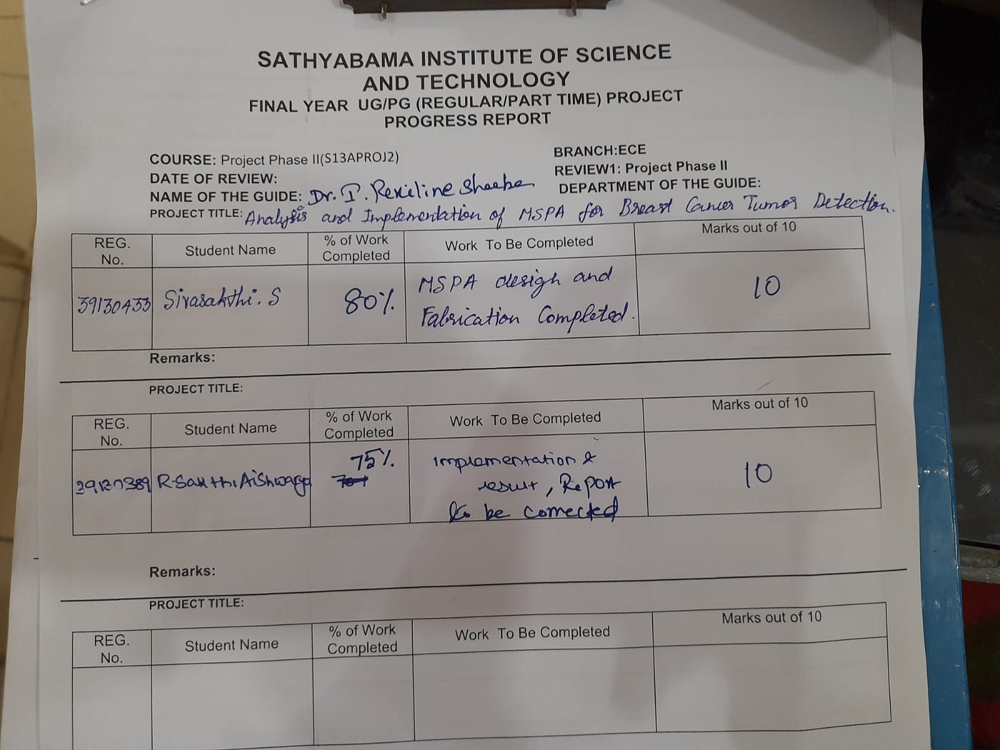 SATHYABAMA INSTITUTE OF SCIENCE
AND TECHNOLOGY
FINAL YEAR UG/PG (REGULAR/PART TIME) PROJECT
PROGRESS REPORT
COURSE: Project Phase II(S13APROJ2)
BRANCH:ECE
DATE OF REVIEW:
REVIEW1: Project Phase II
NAME OF THE GUIDE: Dr. P. Rexieline Sheeba
DEPARTMENT OF THE GUIDE:
PROJECT TITLE: Analysis and Implementation of MSPA for Breast Cancer Tumor Detection.
REG. No. Student Name % of Work Completed Work To Be Completed Marks out of 10
39130433 Sivasakthi. S 80% MSPA design and Fabrication Completed. 10
Remarks:
PROJECT TITLE:
REG. No. Student Name % of Work Completed Work To Be Completed Marks out of 10
39130389 R.Sakthi Aishwarya 75% Implementation & result, Report to be corrected 10
Remarks:
PROJECT TITLE:
REG. No. Student Name % of Work Completed Work To Be Completed Marks out of 10